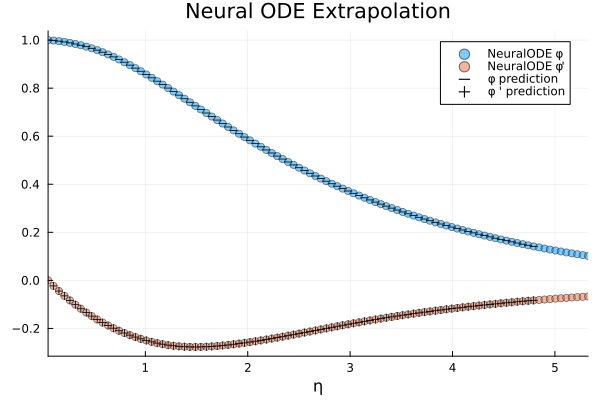 Neural ODE Extrapolation
NeuralODE φ
NeuralODE φ'
φ prediction
φ ' prediction
1.0
0.8
0.6
0.4
0.2
0.0
−0.2
1 2 3 4 5
η